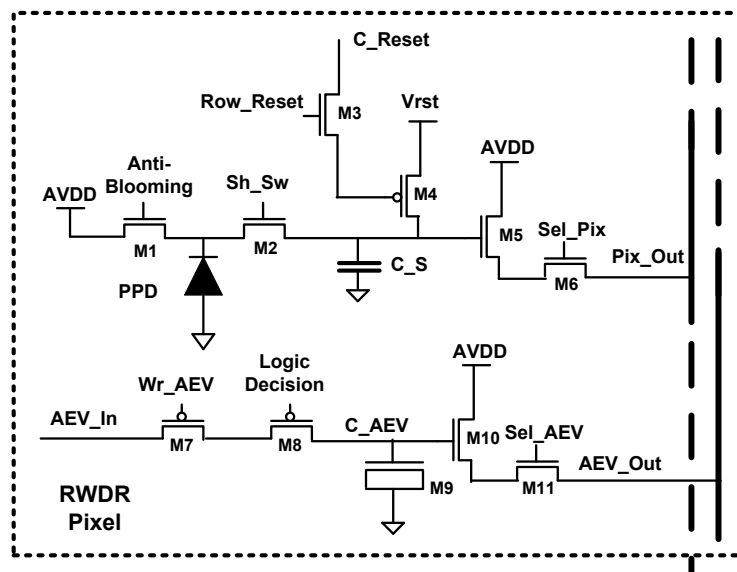 C_Reset
Row_Reset
M3
Vrst
Anti-
Blooming
Sh_Sw
M4
AVDD
AVDD
M1
M2
M5
Sel_Pix
Pix_Out
C_S
M6
PPD
Wr_AEV
Logic
Decision
AVDD
AEV_In
C_AEV
M10
Sel_AEV
M7
M8
AEV_Out
M9
M11
RWDR
Pixel